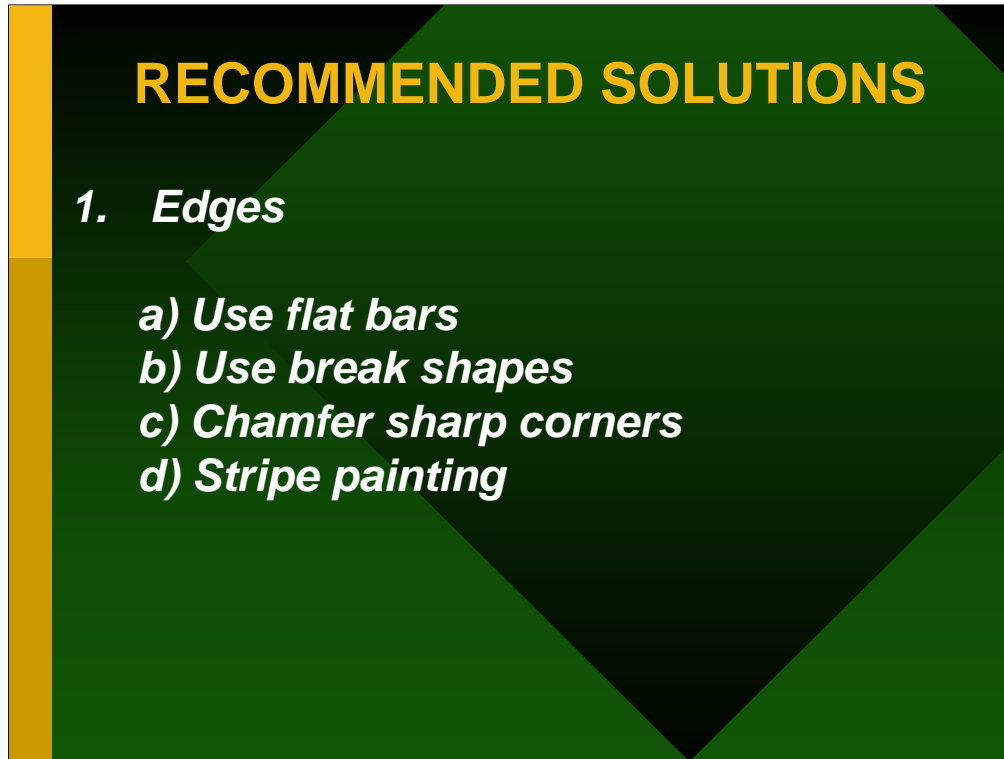 RECOMMENDED SOLUTIONS
1. Edges
a) Use flat bars
b) Use break shapes
c) Chamfer sharp corners
d) Stripe painting